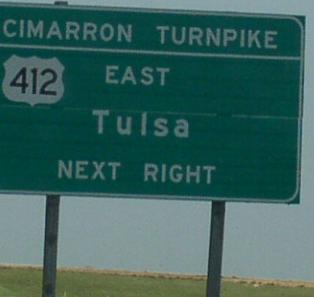 CIMARRON TURNPIKE
412 EAST
Tulsa
NEXT RIGHT